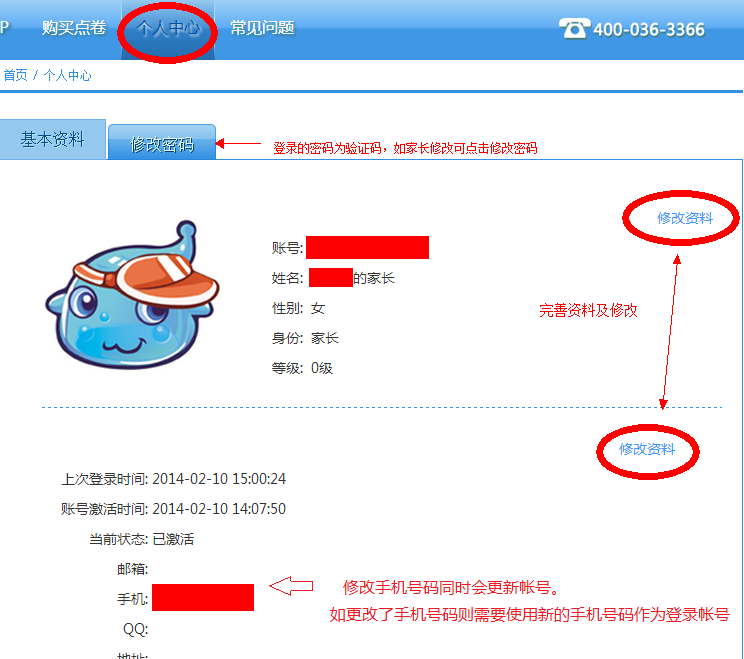 P 购买点卷 个人中心 常见问题 400-036-3366
首页 / 个人中心
基本资料 修改密码 登录的密码为验证码，如家长修改可点击修改密码
修改资料
账号:
姓名: 的家长
性别: 女
完善资料及修改
身份: 家长
等级: 0级
修改资料
上次登录时间: 2014-02-10 15:00:24
账号激活时间: 2014-02-10 14:07:50
当前状态: 已激活
邮箱:
修改手机号码同时会更新帐号。
手机:
如更改了手机号码则需要使用新的手机号码作为登录帐号
QQ: